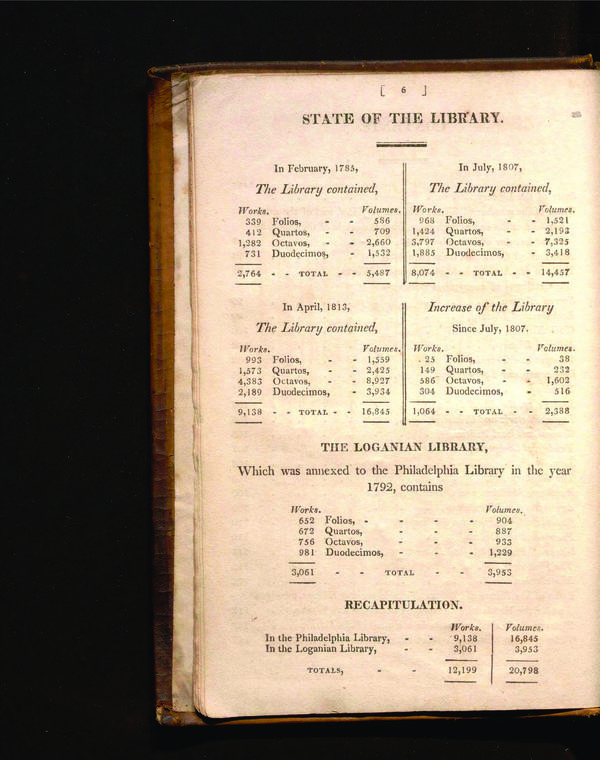 [ 6 ]
STATE OF THE LIBRARY.
In February, 1785,
The Library contained,
Works. Volumes.
339 Folios, - - 586
412 Quartos, - - 709
1,282 Octavos, - - 2,660
731 Duodecimos, - 1,532
2,764 - - TOTAL - - 5,487
In July, 1807,
The Library contained,
Works. Volumes.
968 Folios, - - 1,521
1,424 Quartos, - - 2,193
3,797 Octavos, - - 7,325
1,885 Duodecimos, - 3,418
8,074 - - TOTAL - - 14,457
In April, 1813,
The Library contained,
Works. Volumes.
993 Folios, - - 1,559
1,573 Quartos, - - 2,425
4,383 Octavos, - - 8,927
2,189 Duodecimos, - 3,934
9,138 - - TOTAL - - 16,845
Increase of the Library
Since July, 1807.
Works. Volumes.
25 Folios, - - 38
149 Quartos, - - 232
586 Octavos, - - 1,602
304 Duodecimos, - 516
1,064 - - TOTAL - - 2,388
THE LOGANIAN LIBRARY,
Which was annexed to the Philadelphia Library in the year
1792, contains
Works. Volumes.
652 Folios, - - - - 904
672 Quartos, - - - 887
756 Octavos, - - - 933
981 Duodecimos, - - - 1,229
3,061 - - TOTAL - - 3,953
RECAPITULATION.
Works. Volumes.
In the Philadelphia Library, - - 9,138 16,845
In the Loganian Library, - - 3,061 3,953
TOTALS, - - 12,199 20,798